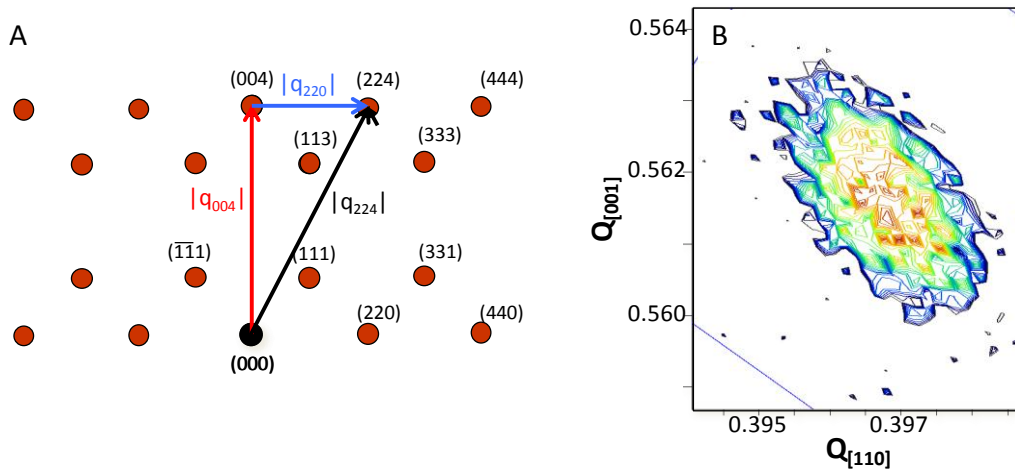 A
(004)
|q₂₂₀|
(224)
(444)
(113)
(333)
|q₀₀₄|
|q₂₂₄|
(1̅1̅1)
(111)
(331)
(220)
(440)
(000)
B
0.564
0.562
0.560
Q[001]
0.395
0.397
Q[110]